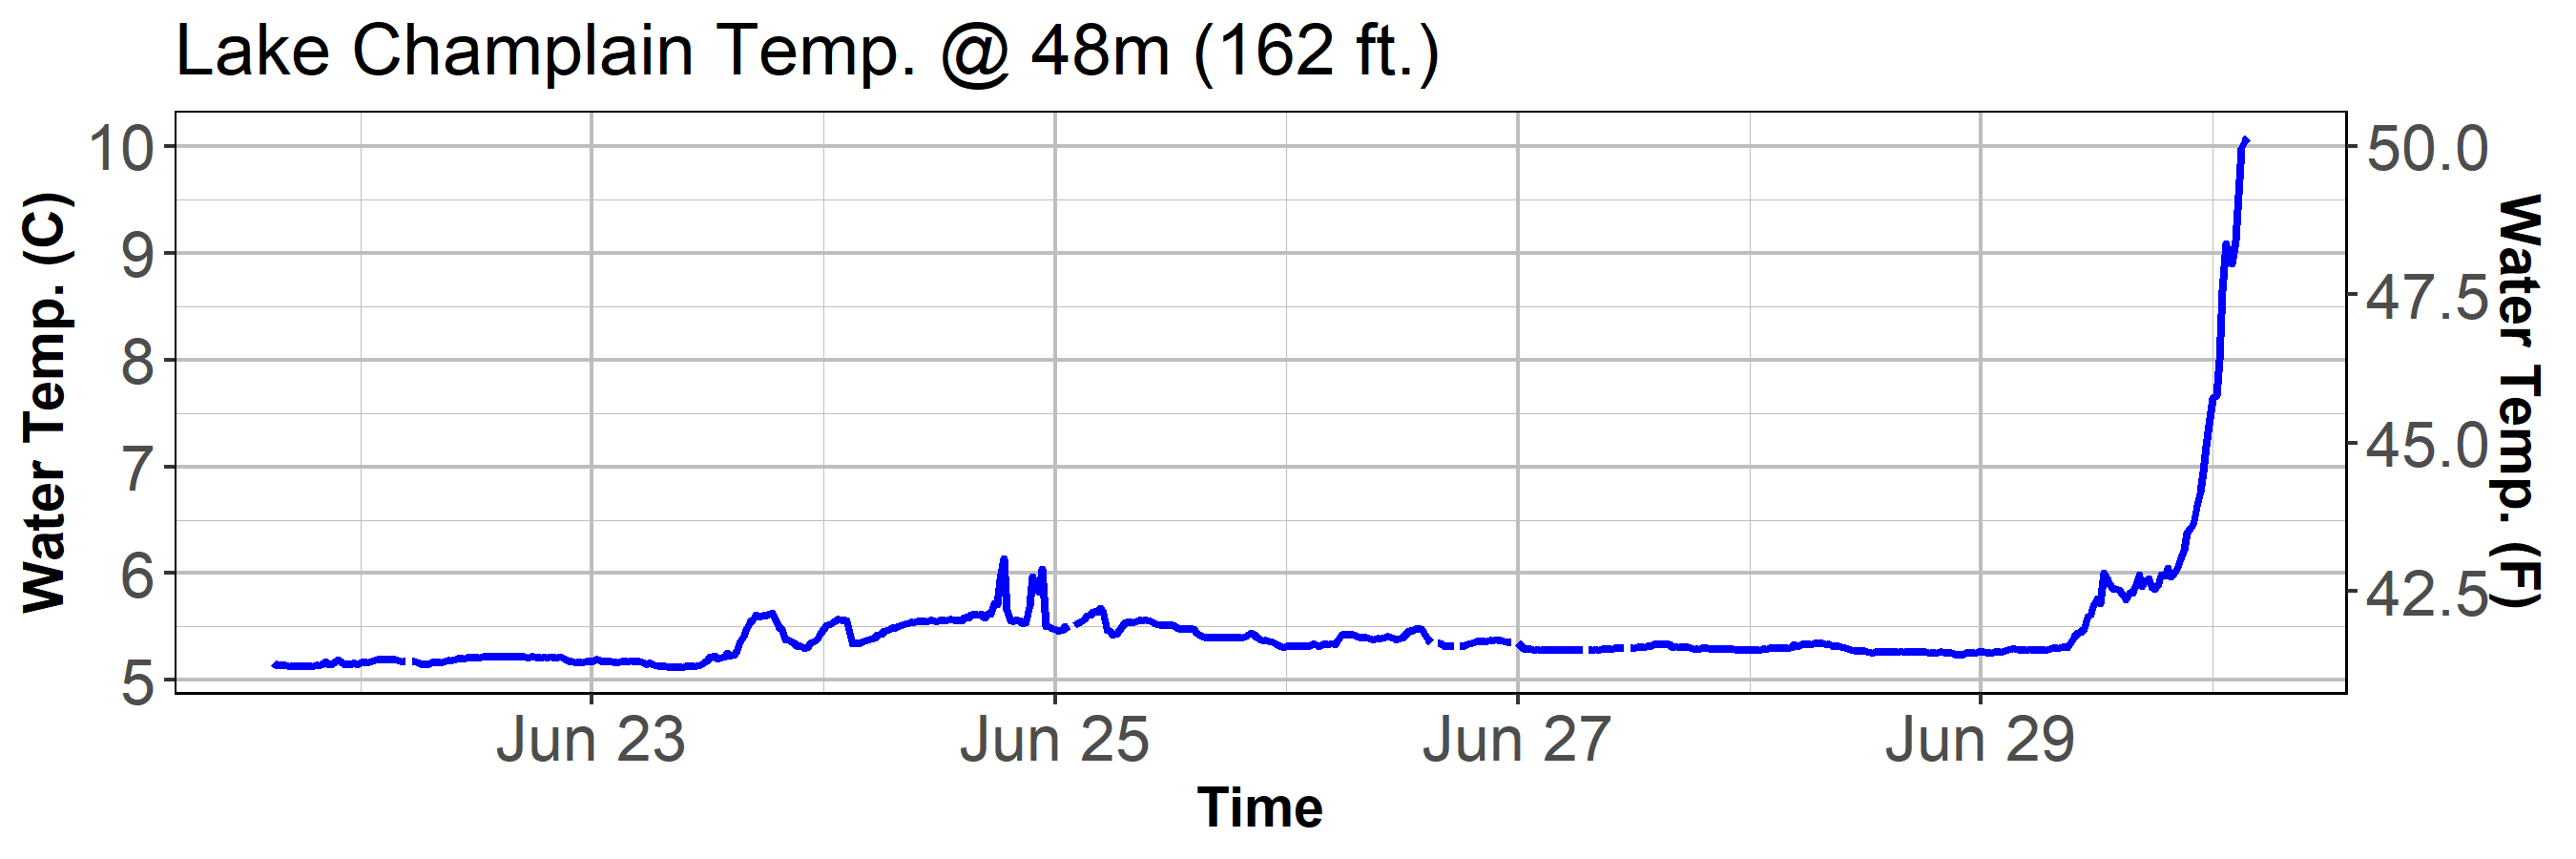 Lake Champlain Temp. @ 48m (162 ft.)
Water Temp. (C)
10
9
8
7
6
5
50.0
47.5
45.0
42.5
Water Temp. (F)
Jun 23
Jun 25
Jun 27
Jun 29
Time